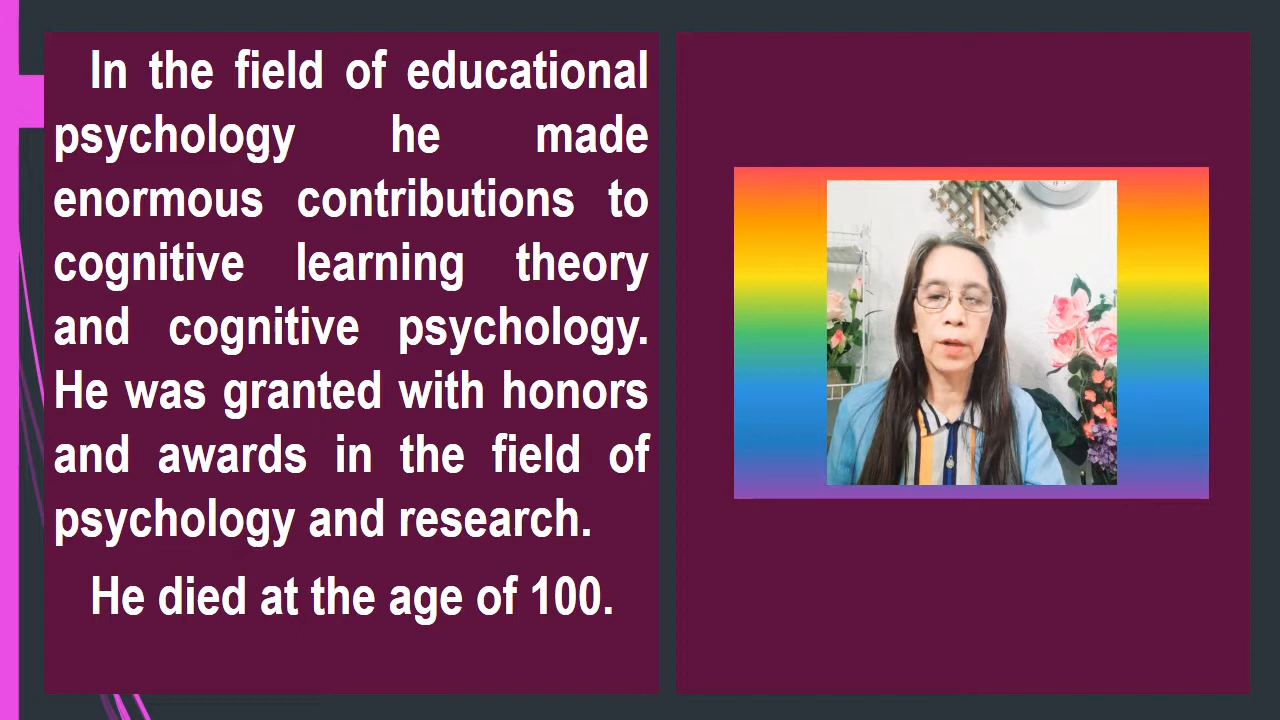 In the field of educational
psychology he made
enormous contributions to
cognitive learning theory
and cognitive psychology.
He was granted with honors
and awards in the field of
psychology and research.
He died at the age of 100.